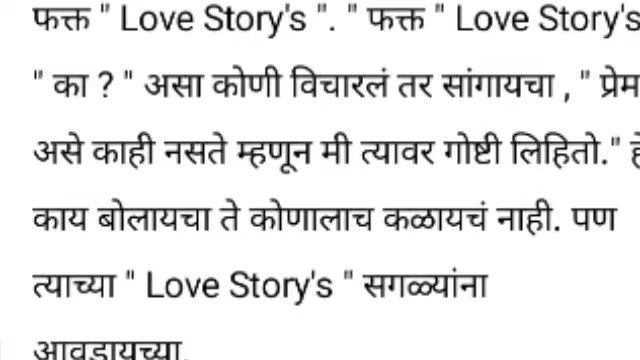 फक्त " Love Story's ". " फक्त " Love Story's
" का ? " असा कोणी विचारलं तर सांगायचा , " प्रेम
असे काही नसते म्हणून मी त्यावर गोष्टी लिहितो."
काय बोलायचा ते कोणालाच कळायचं नाही. पण
त्याच्या " Love Story's " सगळ्यांना
आवडायच्या.